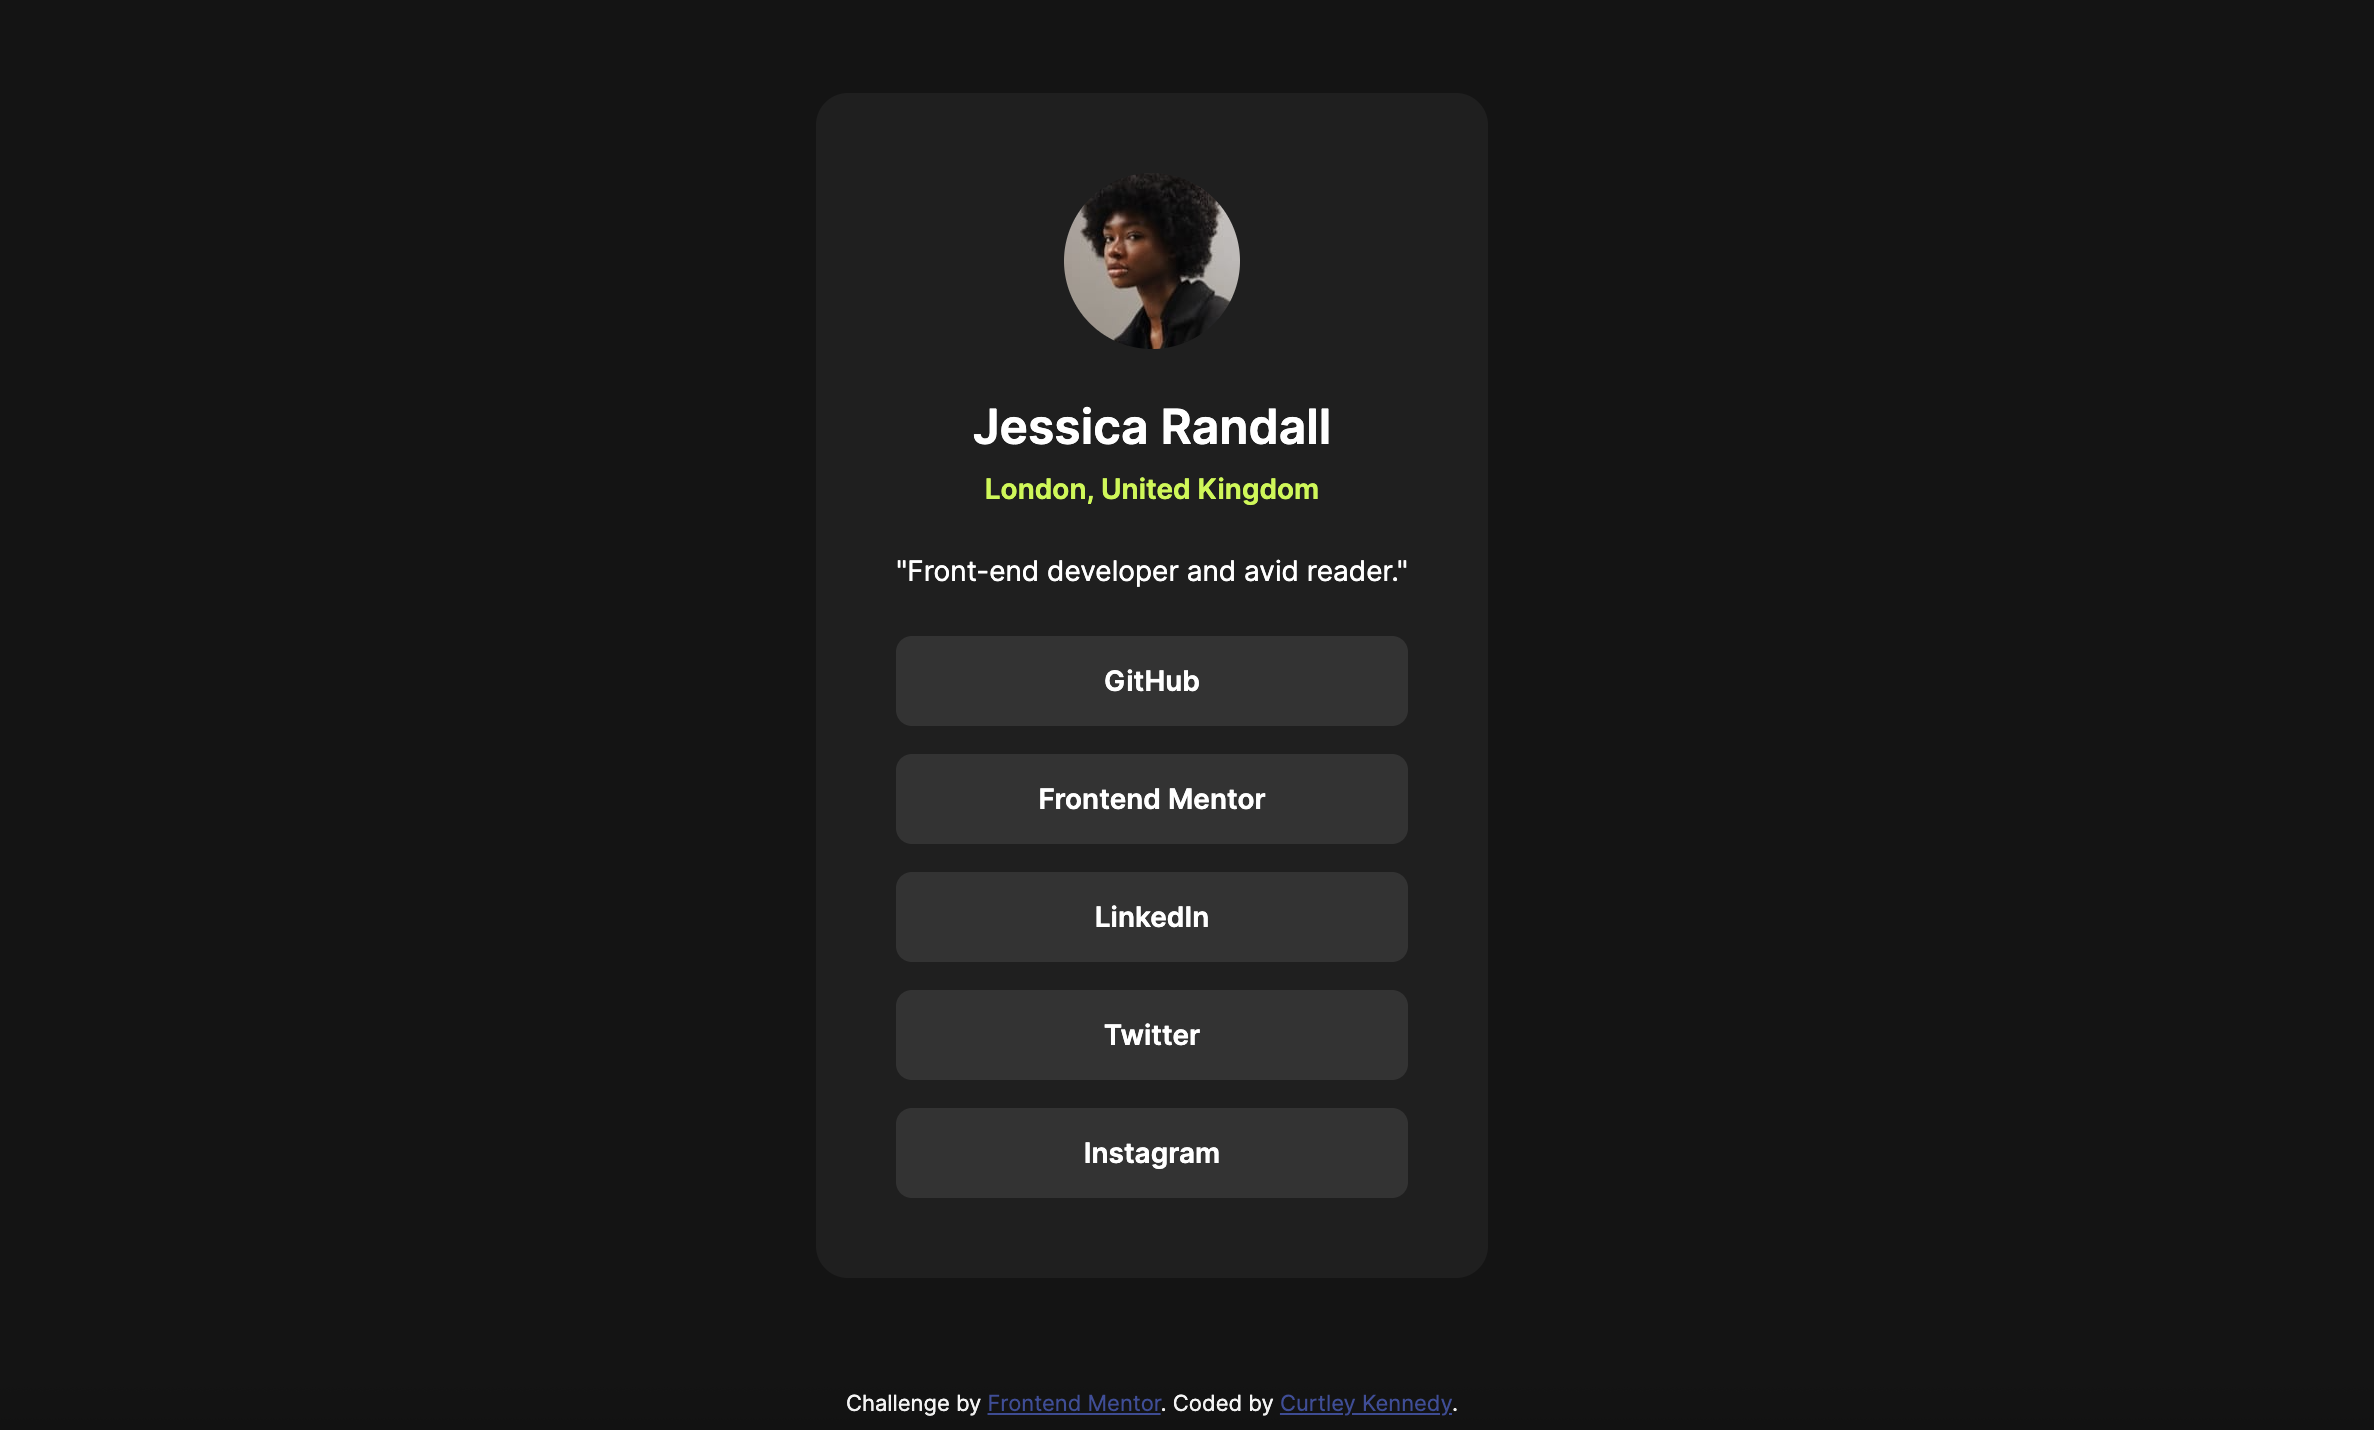 Jessica Randall
London, United Kingdom
"Front-end developer and avid reader."
GitHub
Frontend Mentor
LinkedIn
Twitter
Instagram
Challenge by Frontend Mentor. Coded by Curtley Kennedy.